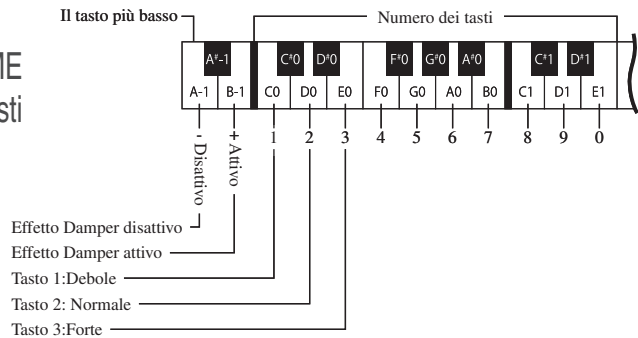 Il tasto più basso
Numero dei tasti
ME
sti
A#-1 C#0 D#0 F#0 G#0 A#0 C#1 D#1
A-1 B-1 C0 D0 E0 F0 G0 A0 B0 C1 D1 E1
- Disattivo
+ Attivo
1 2 3 4 5 6 7 8 9 0
Effetto Damper disattivo
Effetto Damper attivo
Tasto 1:Debole
Tasto 2: Normale
Tasto 3:Forte